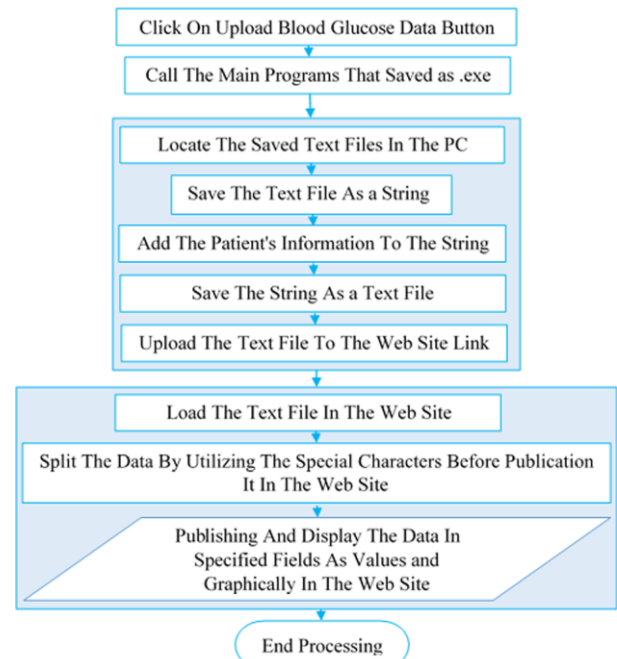 Click On Upload Blood Glucose Data Button
Call The Main Programs That Saved as .exe
Locate The Saved Text Files In The PC
Save The Text File As a String
Add The Patient's Information To The String
Save The String As a Text File
Upload The Text File To The Web Site Link
Load The Text File In The Web Site
Split The Data By Utilizing The Special Characters Before Publication
It In The Web Site
Publishing And Display The Data In
Specified Fields As Values and
Graphically In The Web Site
End Processing